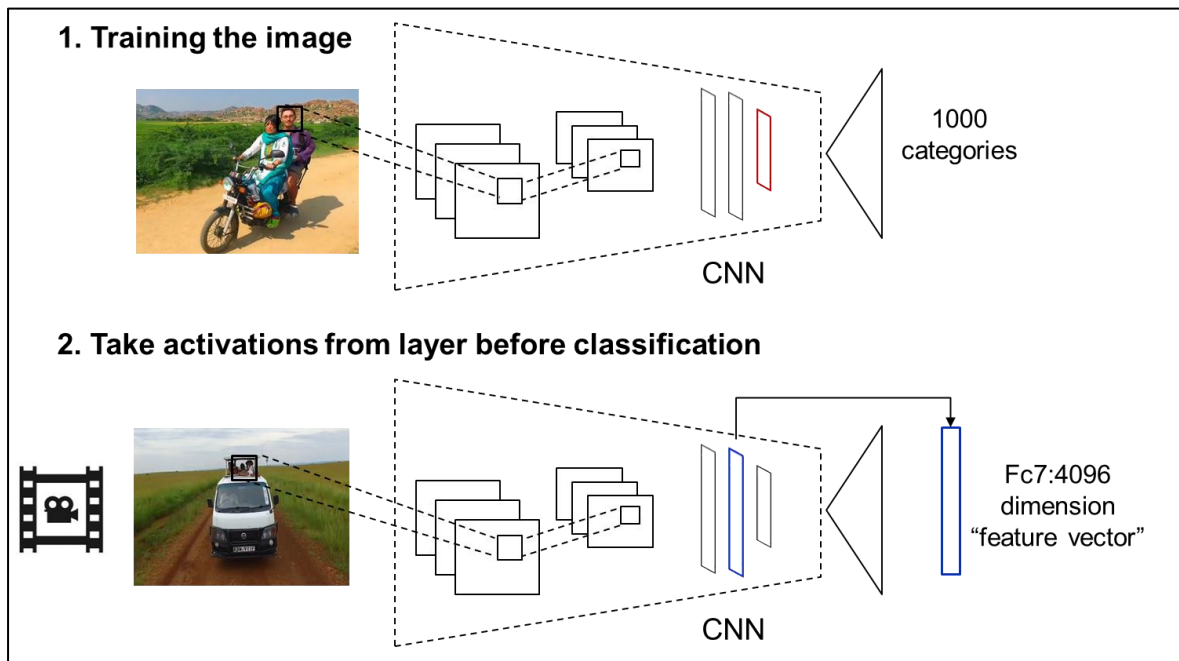 1. Training the image
1000
categories
CNN
2. Take activations from layer before classification
Fc7:4096
dimension
“feature vector”
CNN